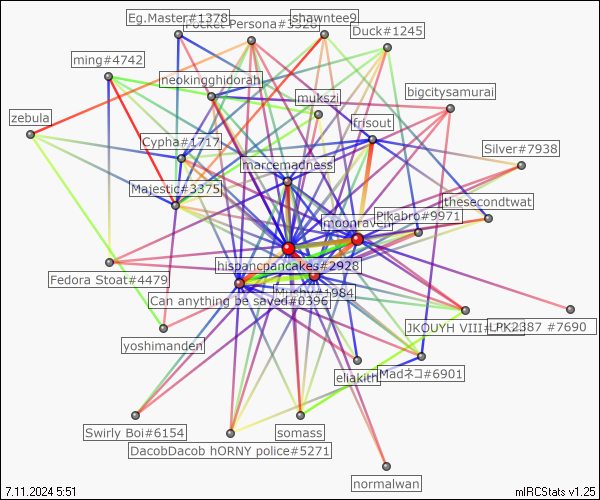 Eg.Master#1378
Pocket Persona#3320
shawntee9
Duck#1245
ming#4742
neokingghidorah
mukszi
bigcitysamurai
zebula
Cypha#1717
frisout
Silver#7938
marcemadness
Majestic#3375
thesecondtwat
moonraven
Pikabro#9971
hispancpancakes#2928
Fedora Stoat#4479
Mushu#1984
Can anything be saved#0396
JKOUYH VIII#
LPK2387 #7690
yoshimanden
eliakith
Madネコ#6901
Swirly Boi#6154
somass
DacobDacob hORNY police#5271
normalwan
7.11.2024 5:51
mIRCStats v1.25